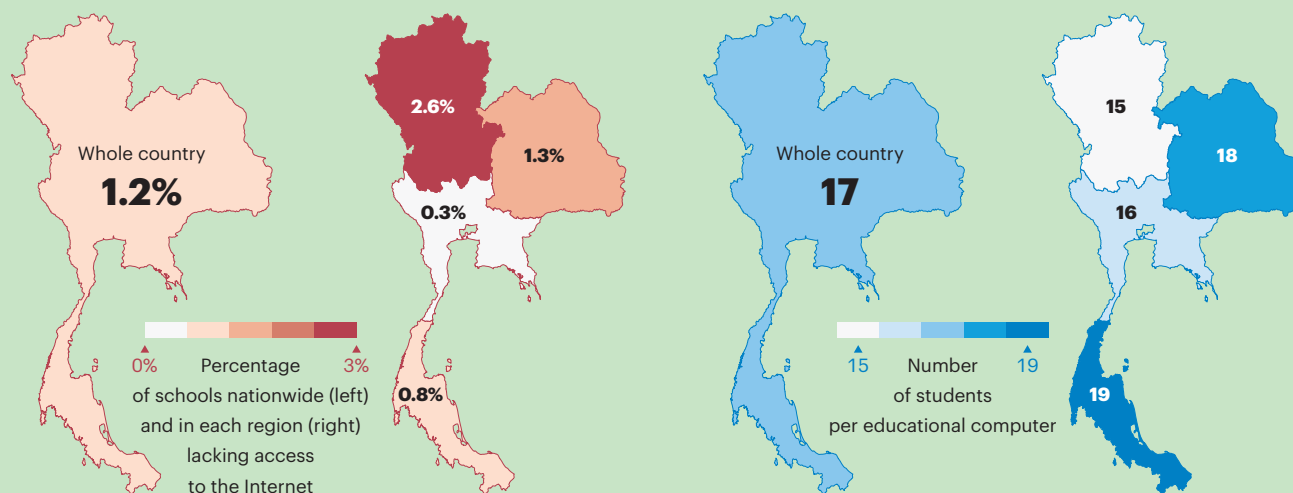 Whole country
1.2%
2.6%
1.3%
0.3%
0.8%
0% 3%
Percentage
of schools nationwide (left)
and in each region (right)
lacking access
to the Internet
Whole country
17
15
18
16
19
15 19
Number
of students
per educational computer